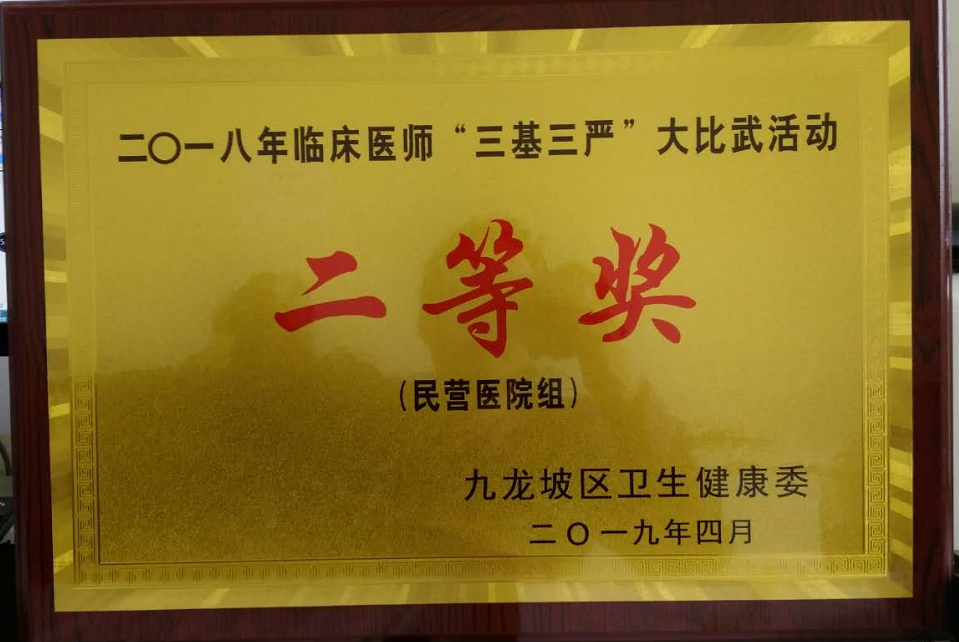 二〇一八年临床医师“三基三严”大比武活动
二等奖
（民营医院组）
九龙坡区卫生健康委
二〇一九年四月